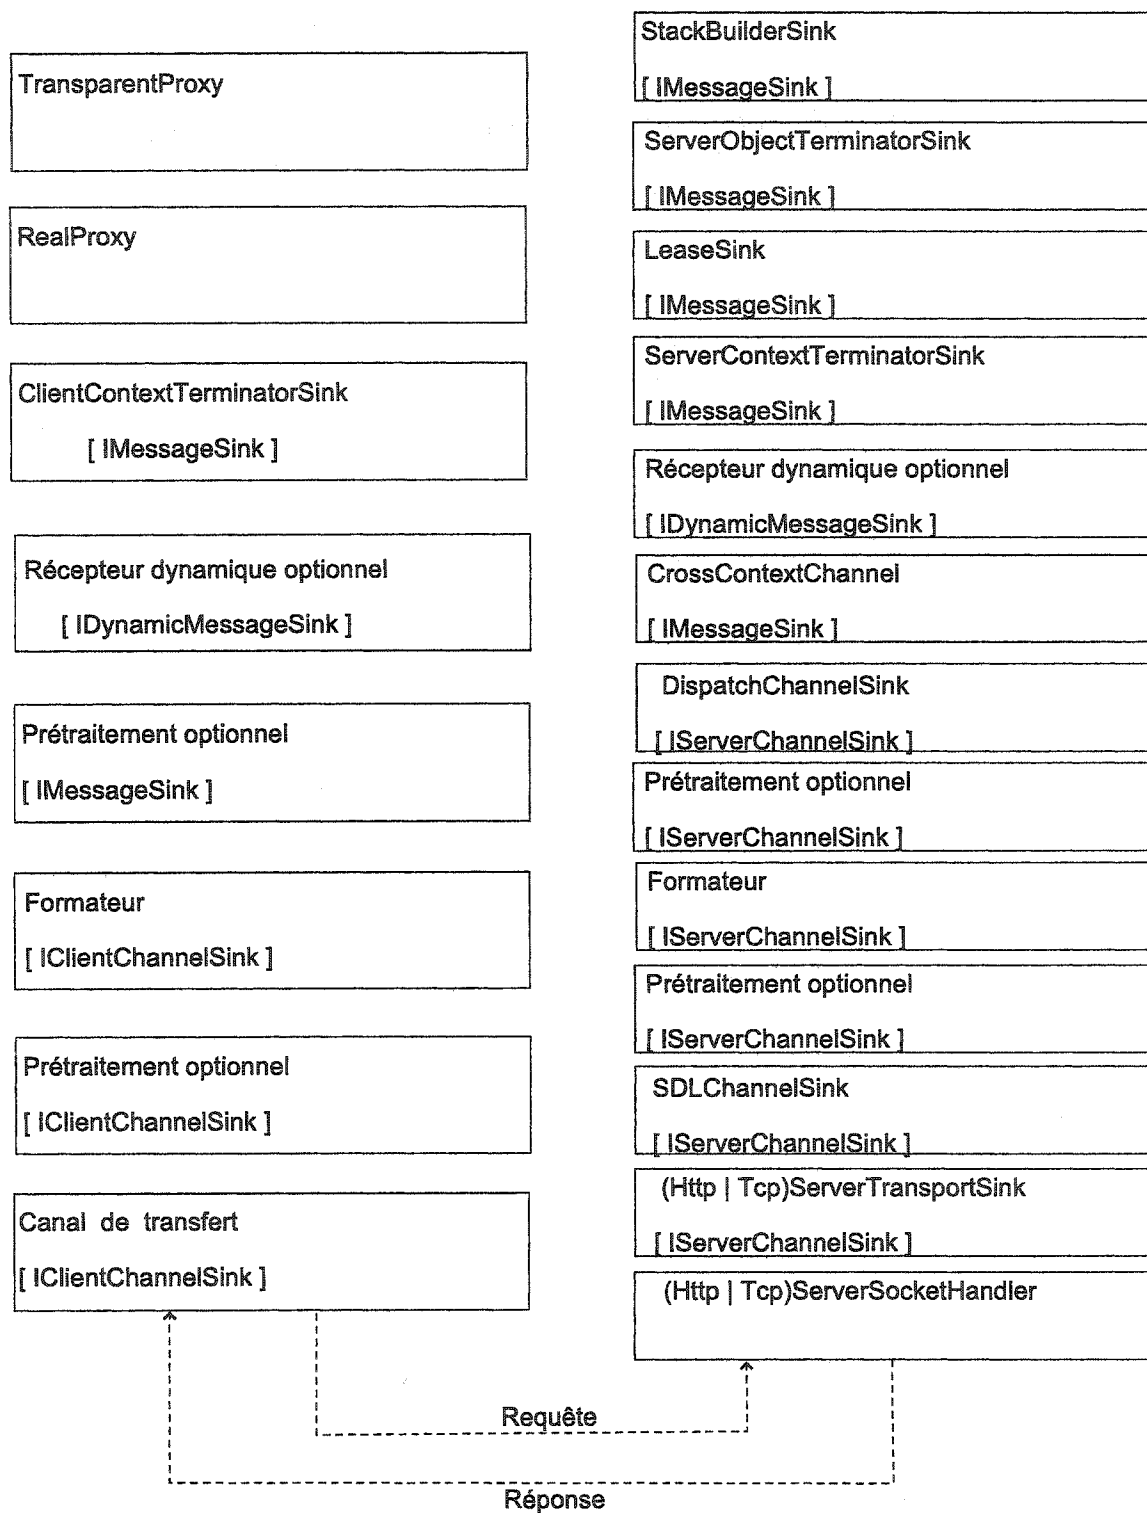 TransparentProxy
RealProxy
ClientContextTerminatorSink
[ IMessageSink ]
Récepteur dynamique optionnel
[ IDynamicMessageSink ]
Prétraitement optionnel
[ IMessageSink ]
Formateur
[ IClientChannelSink ]
Prétraitement optionnel
[ IClientChannelSink ]
Canal de transfert
[ IClientChannelSink ]
StackBuilderSink
[ IMessageSink ]
ServerObjectTerminatorSink
[ IMessageSink ]
LeaseSink
[ IMessageSink ]
ServerContextTerminatorSink
[ IMessageSink ]
Récepteur dynamique optionnel
[ IDynamicMessageSink ]
CrossContextChannel
[ IMessageSink ]
DispatchChannelSink
[ IServerChannelSink ]
Prétraitement optionnel
[ IServerChannelSink ]
Formateur
[ IServerChannelSink ]
Prétraitement optionnel
[ IServerChannelSink ]
SDLChannelSink
[ IServerChannelSink ]
(Http | Tcp)ServerTransportSink
[ IServerChannelSink ]
(Http | Tcp)ServerSocketHandler
Requête
Réponse